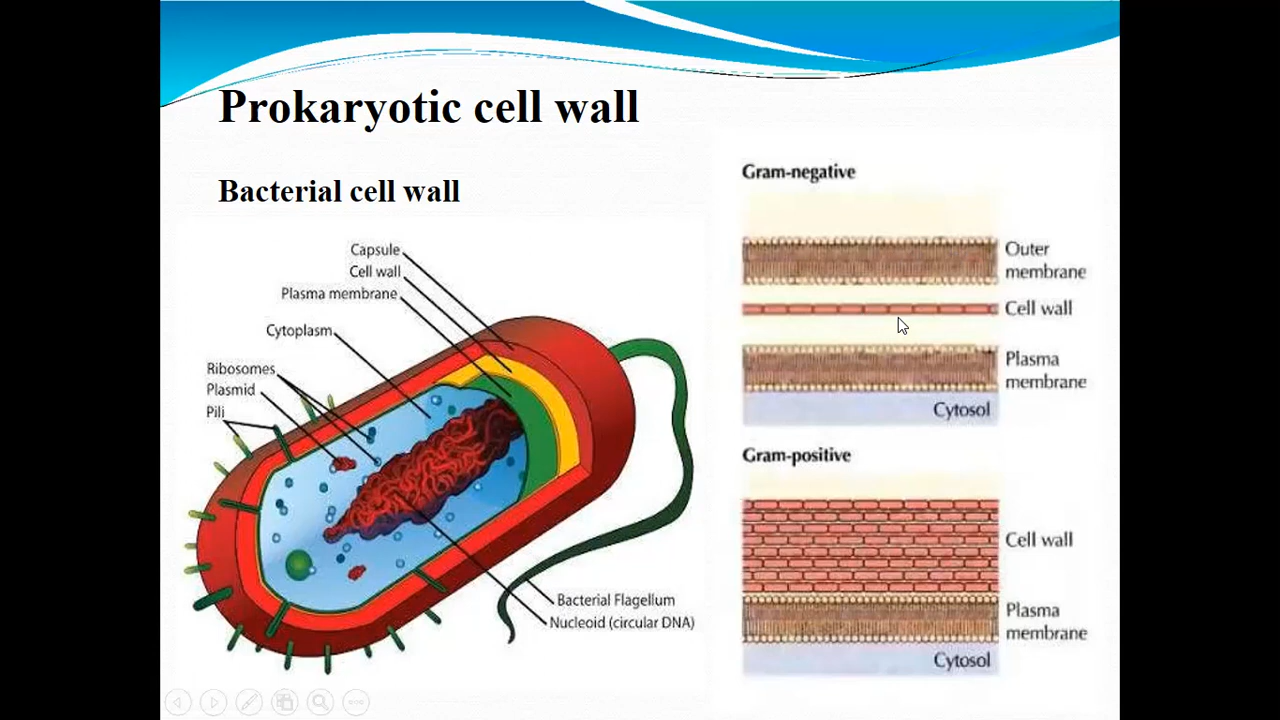 Prokaryotic cell wall
Bacterial cell wall
Capsule
Cell wall
Plasma membrane
Cytoplasm
Ribosomes
Plasmid
Pili
Bacterial Flagellum
Nucleoid (circular DNA)
Gram-negative
Outer
membrane
Cell wall
Plasma
membrane
Cytosol
Gram-positive
Cell wall
Plasma
membrane
Cytosol